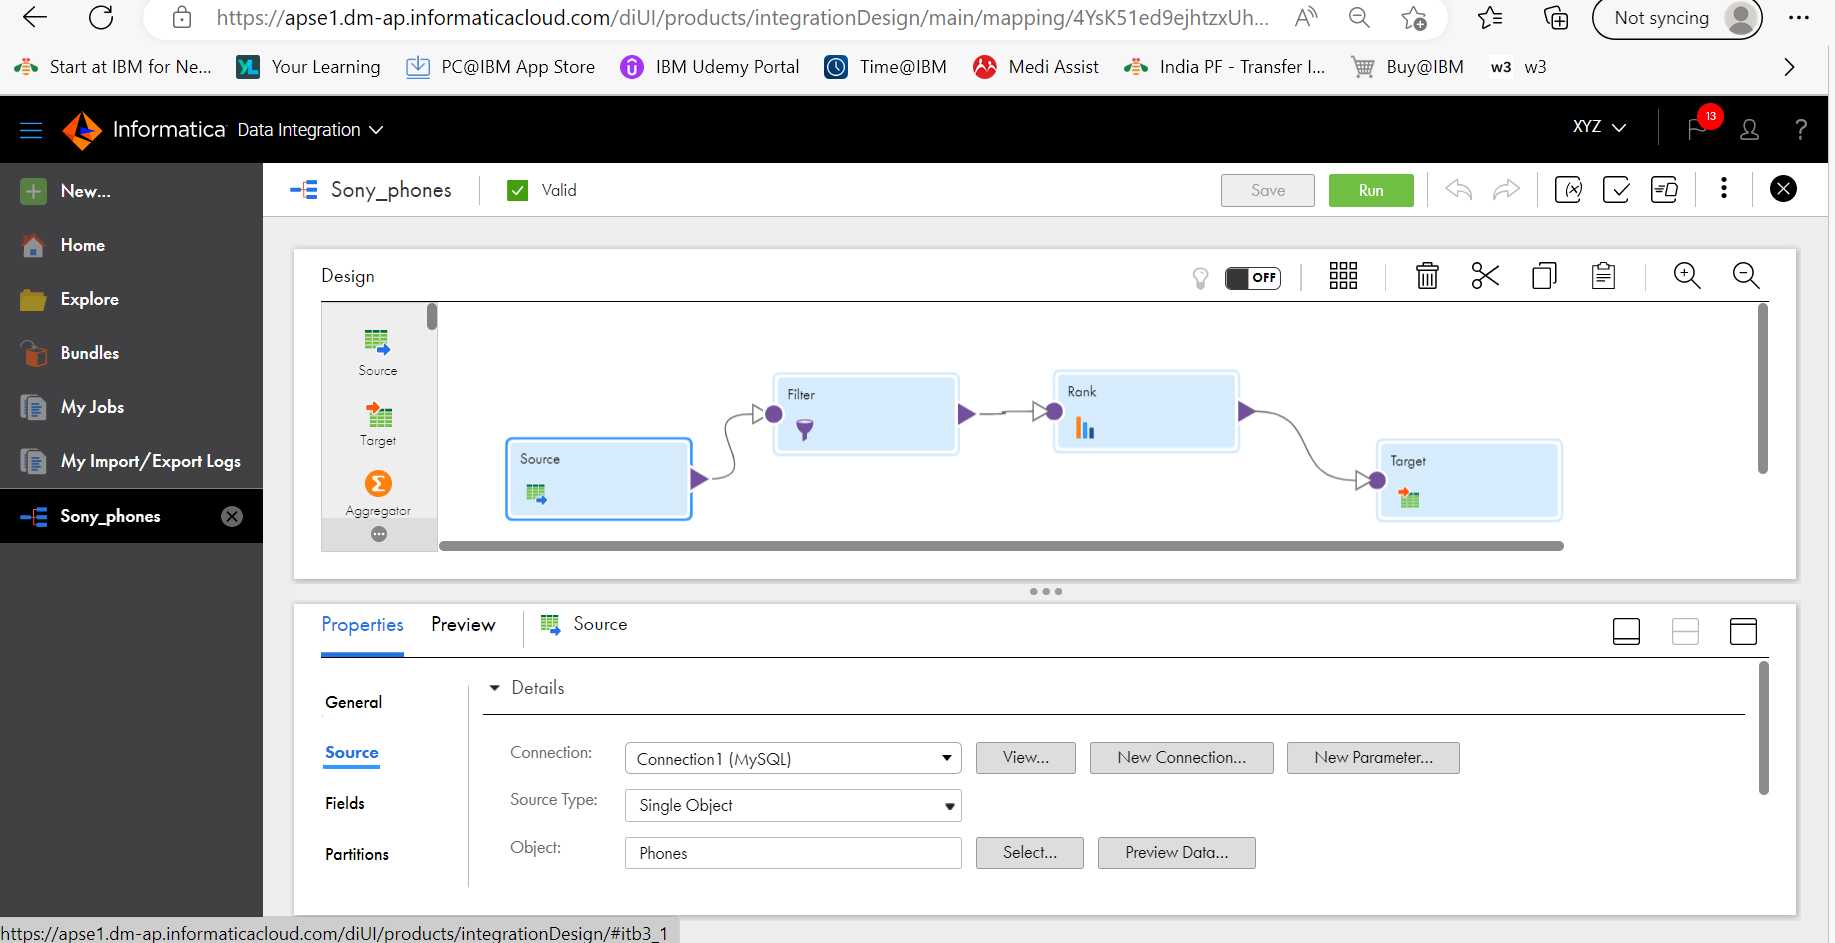 https://apse1.dm-ap.informaticacloud.com/diUI/products/integrationDesign/main/mapping/4YsK51ed9ejhtzxUh...
Not syncing
Start at IBM for Ne...
Your Learning
PC@IBM App Store
IBM Udemy Portal
Time@IBM
Medi Assist
India PF - Transfer I...
Buy@IBM
w3 w3
Informatica Data Integration
XYZ
13
?
New...
Home
Explore
Bundles
My Jobs
My Import/Export Logs
Sony_phones
Sony_phones
Valid
Save
Run
Design
OFF
Source
Target
Aggregator
Source
Filter
Rank
Target
Properties
Preview
Source
General
Source
Fields
Partitions
Details
Connection:
Connection1 (MySQL)
View...
New Connection...
New Parameter...
Source Type:
Single Object
Object:
Phones
Select...
Preview Data...
https://apse1.dm-ap.informaticacloud.com/diUI/products/integrationDesign/#itb3_1